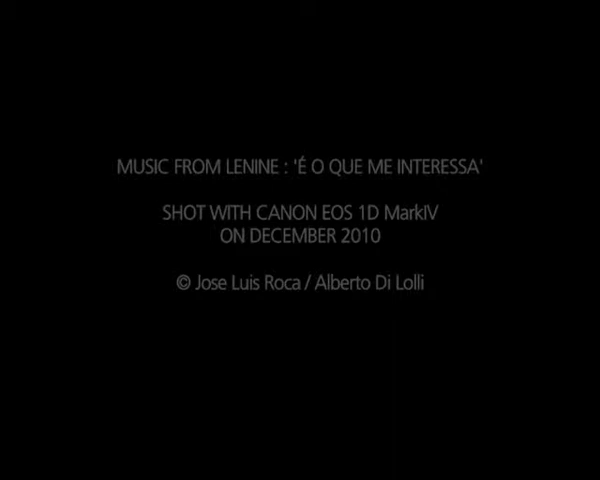 MUSIC FROM LENINE : 'É O QUE ME INTERESSA'
SHOT WITH CANON EOS 1D MarkIV
ON DECEMBER 2010
© Jose Luis Roca / Alberto Di Lolli